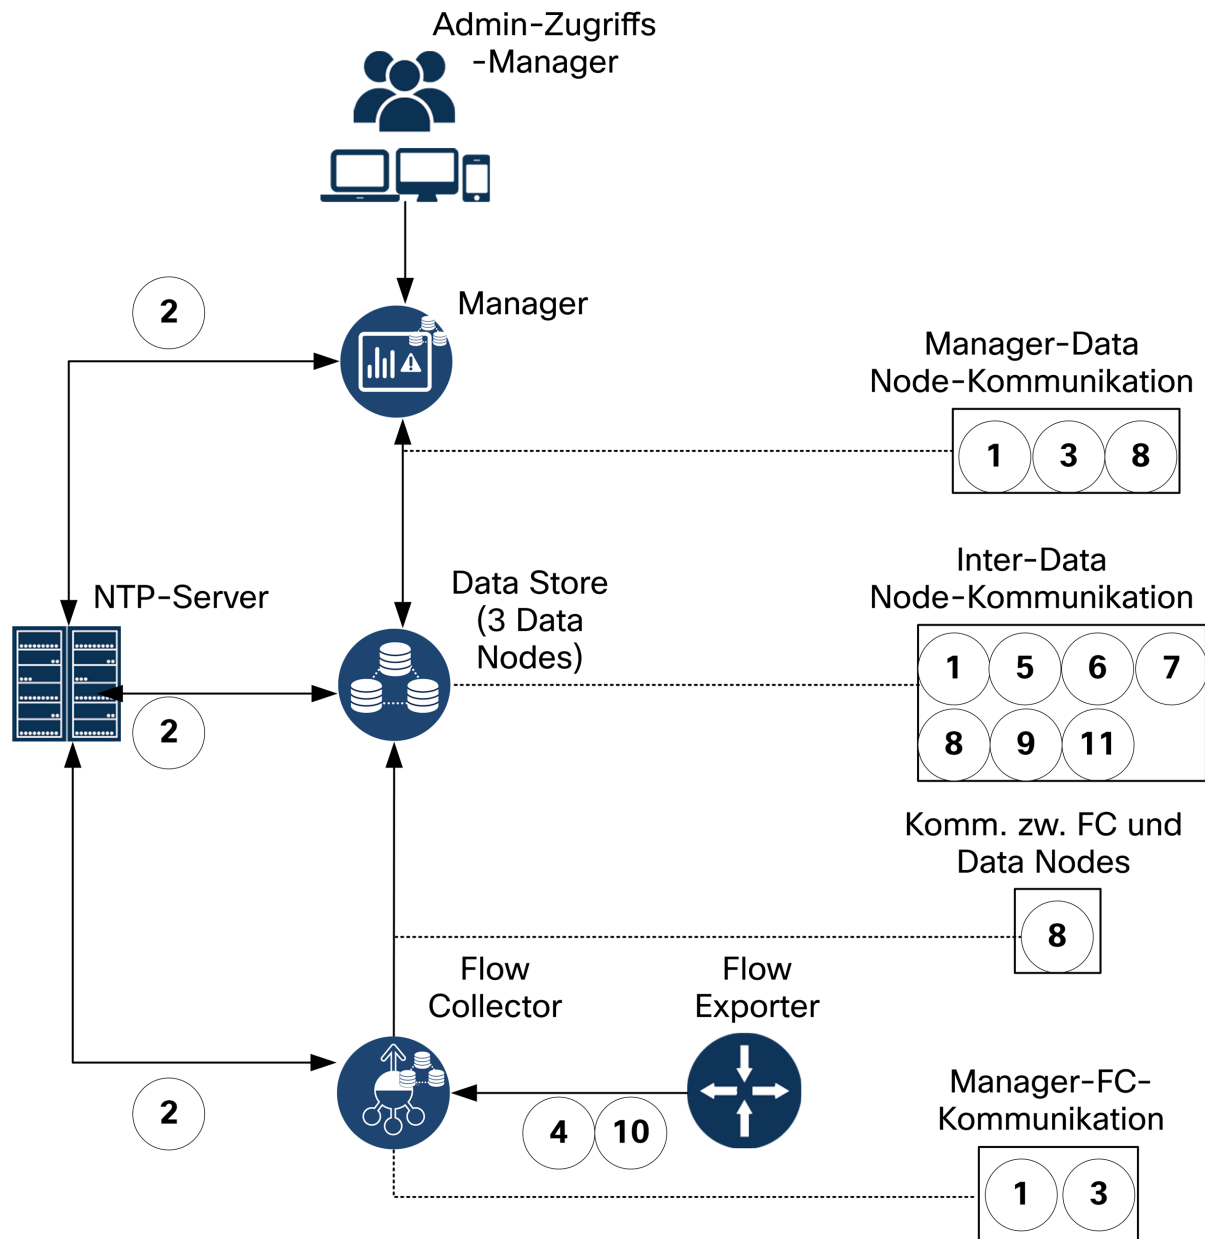 Admin-Zugriffs
-Manager
Manager
2
Manager-Data
Node-Kommunikation
1 3 8
NTP-Server
Data Store
(3 Data
Nodes)
2
Inter-Data
Node-Kommunikation
1 5 6 7
8 9 11
Komm. zw. FC und
Data Nodes
8
Flow
Collector
Flow
Exporter
2
4 10
Manager-FC-
Kommunikation
1 3